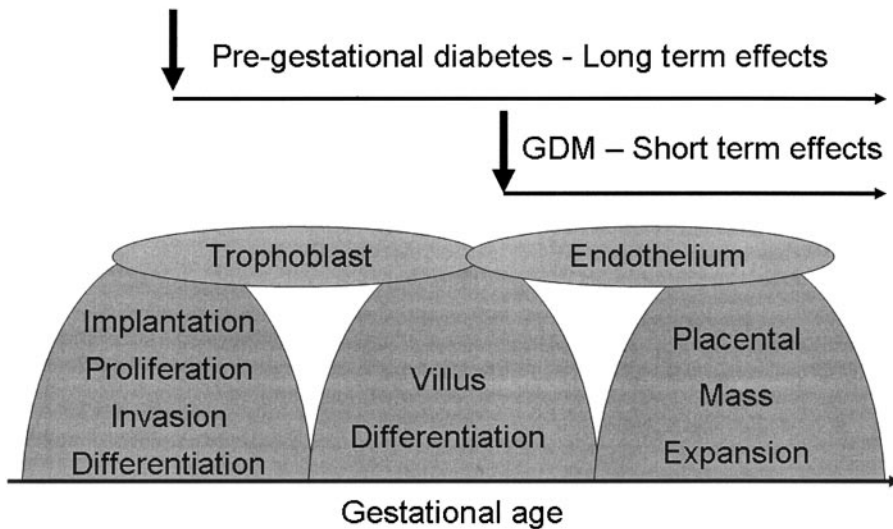 Pre-gestational diabetes - Long term effects
GDM – Short term effects
Trophoblast
Endothelium
Implantation
Proliferation
Invasion
Differentiation
Villus
Differentiation
Placental
Mass
Expansion
Gestational age